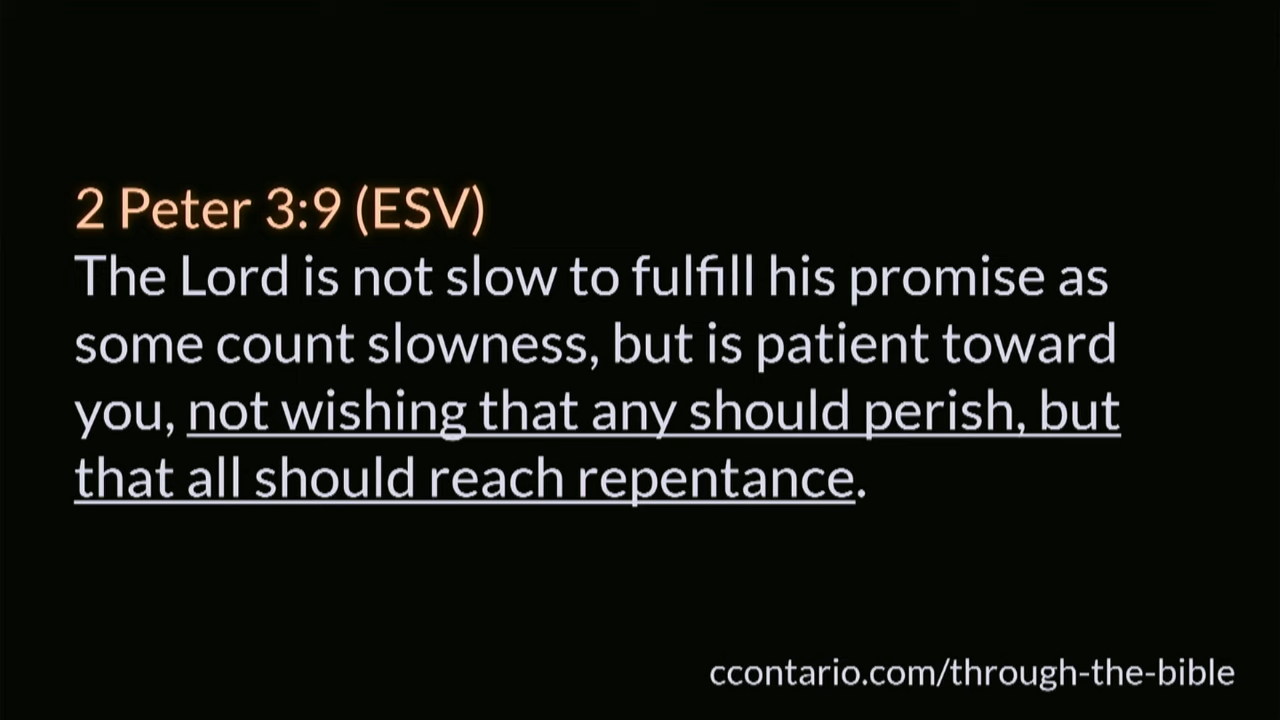 2 Peter 3:9 (ESV)
The Lord is not slow to fulfill his promise as
some count slowness, but is patient toward
you, not wishing that any should perish, but
that all should reach repentance.
ccontario.com/through-the-bible